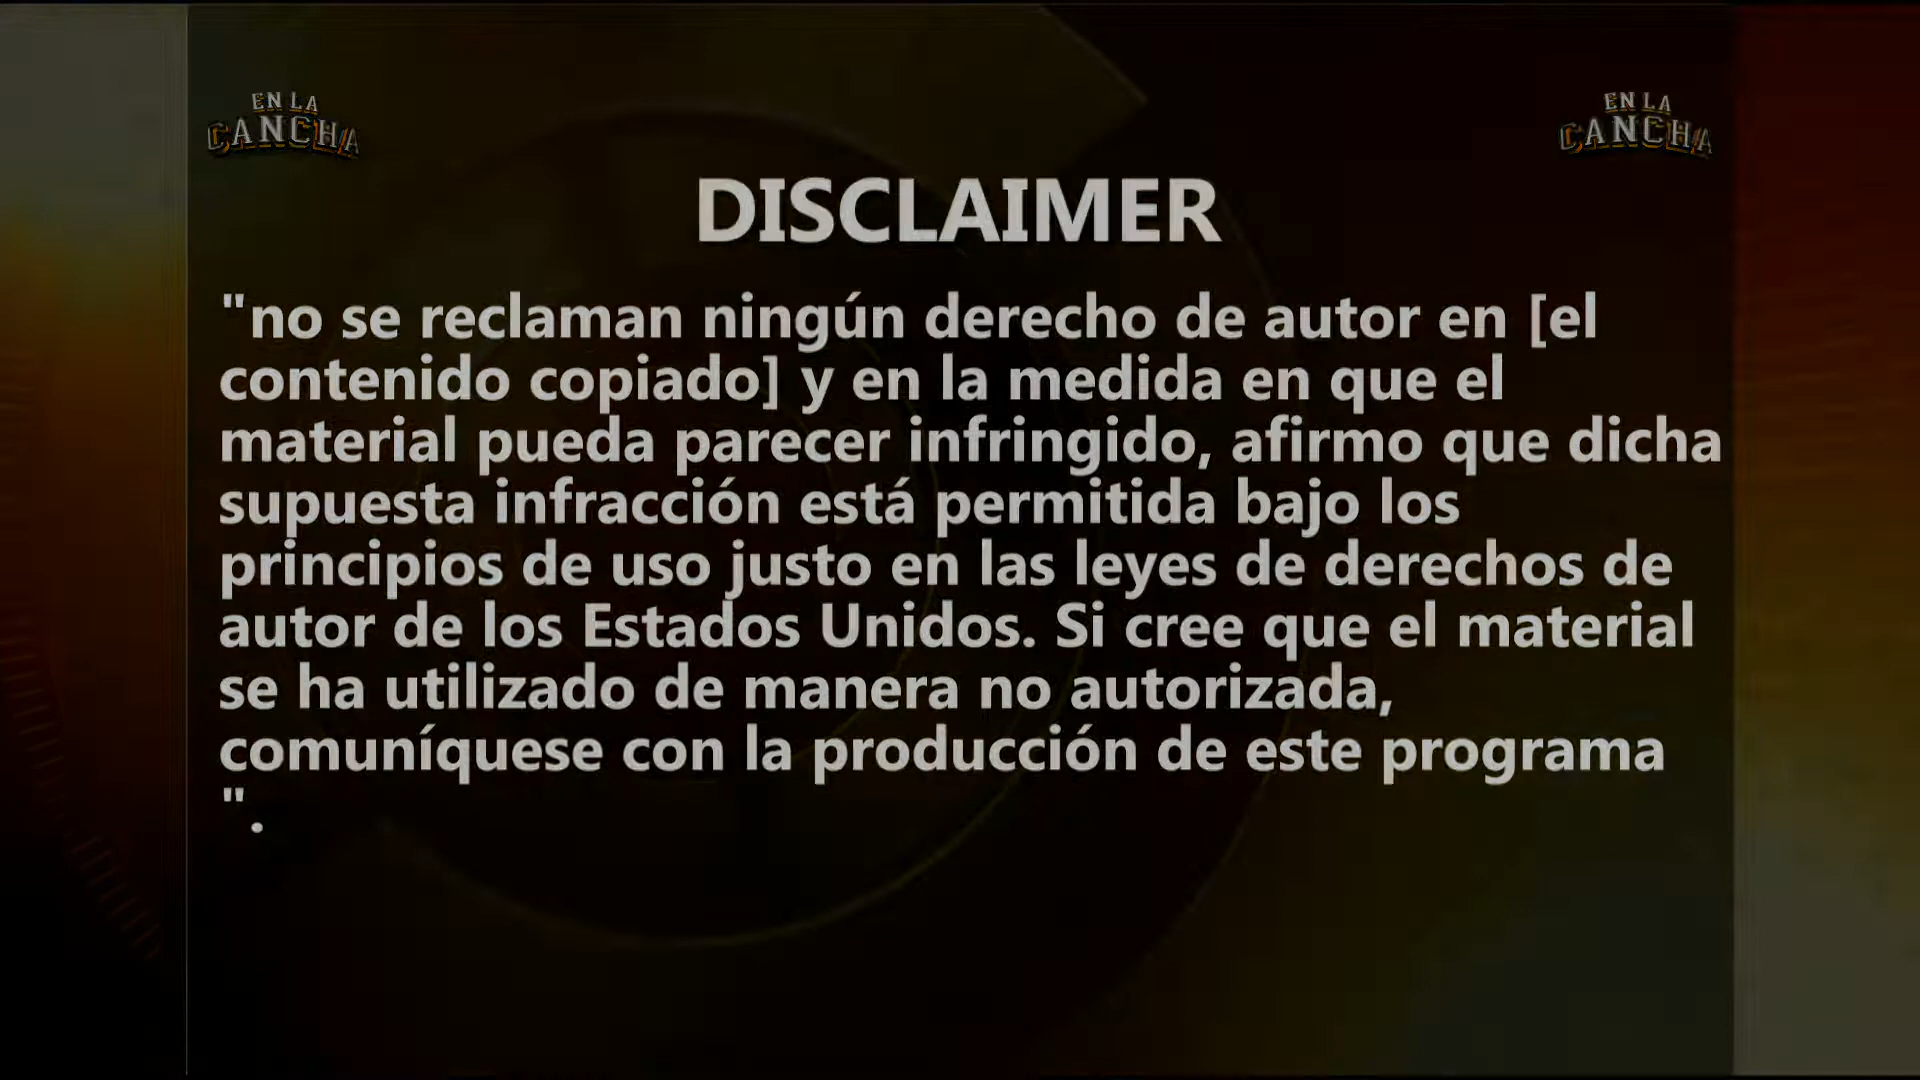 EN LA
CANCHA
EN LA
CANCHA
DISCLAIMER
"no se reclaman ningún derecho de autor en [el
contenido copiado] y en la medida en que el
material pueda parecer infringido, afirmo que dicha
supuesta infracción está permitida bajo los
principios de uso justo en las leyes de derechos de
autor de los Estados Unidos. Si cree que el material
se ha utilizado de manera no autorizada,
comuníquese con la producción de este programa
".